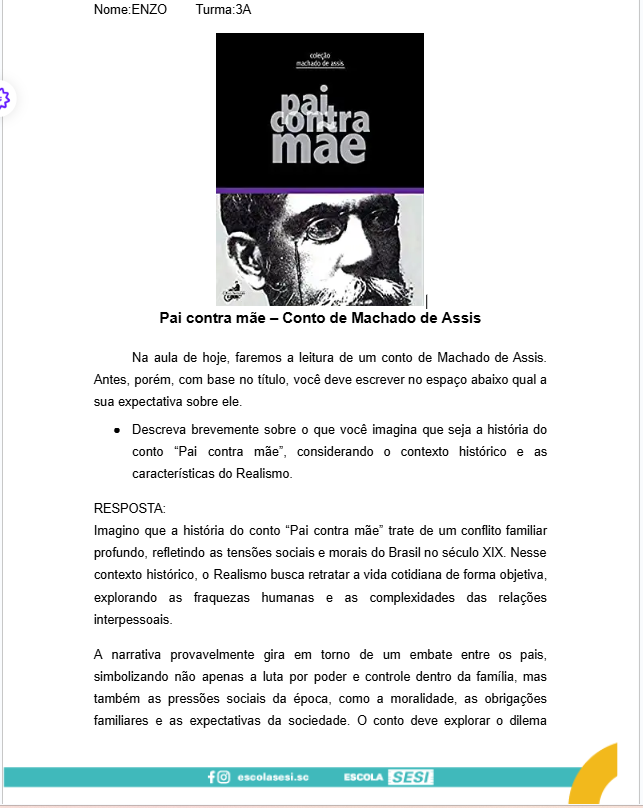 Nome:ENZO Turma:3A
coleção
machado de assis
pai
contra
mãe
Pai contra mãe – Conto de Machado de Assis
Na aula de hoje, faremos a leitura de um conto de Machado de Assis.
Antes, porém, com base no título, você deve escrever no espaço abaixo qual a
sua expectativa sobre ele.
● Descreva brevemente sobre o que você imagina que seja a história do
conto “Pai contra mãe”, considerando o contexto histórico e as
características do Realismo.
RESPOSTA:
Imagino que a história do conto “Pai contra mãe” trate de um conflito familiar
profundo, refletindo as tensões sociais e morais do Brasil no século XIX. Nesse
contexto histórico, o Realismo busca retratar a vida cotidiana de forma objetiva,
explorando as fraquezas humanas e as complexidades das relações
interpessoais.
A narrativa provavelmente gira em torno de um embate entre os pais,
simbolizando não apenas a luta por poder e controle dentro da família, mas
também as pressões sociais da época, como a moralidade, as obrigações
familiares e as expectativas da sociedade. O conto deve explorar o dilema
escolasesi.sc ESCOLA SESI